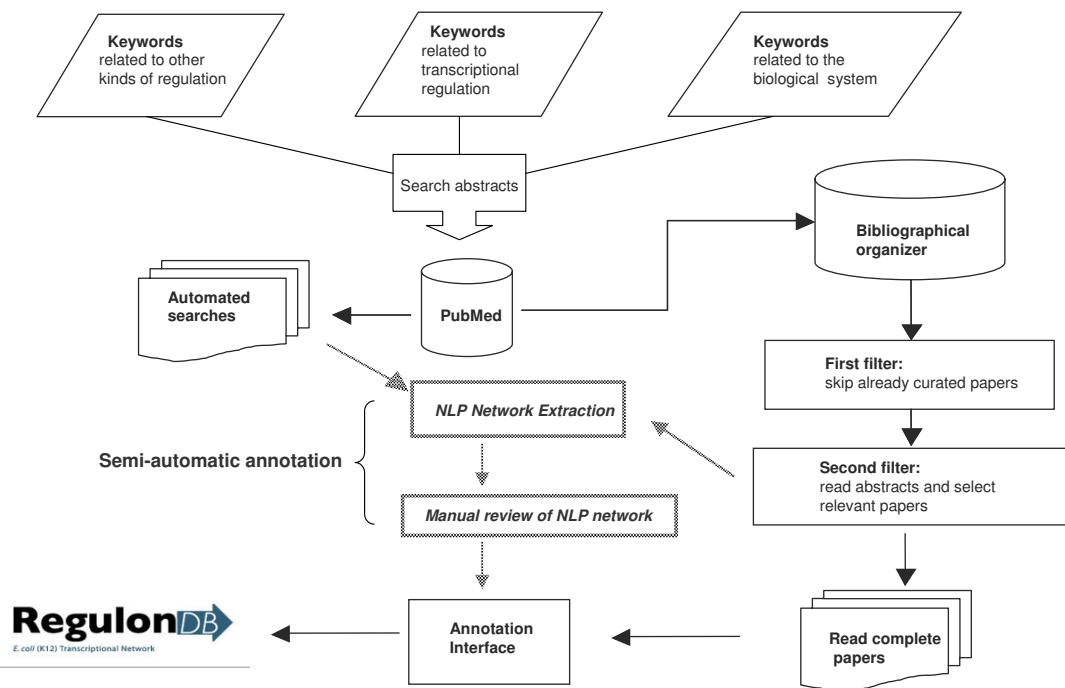 Keywords
related to other
kinds of regulation
Keywords
related to
transcriptional
regulation
Keywords
related to the
biological system
Search abstracts
Bibliographical
organizer
Automated
searches
PubMed
First filter:
skip already curated papers
NLP Network Extraction
Semi-automatic annotation
Second filter:
read abstracts and select
relevant papers
Manual review of NLP network
RegulonDB
E. coli (K12) Transcriptional Network
Annotation
Interface
Read complete
papers